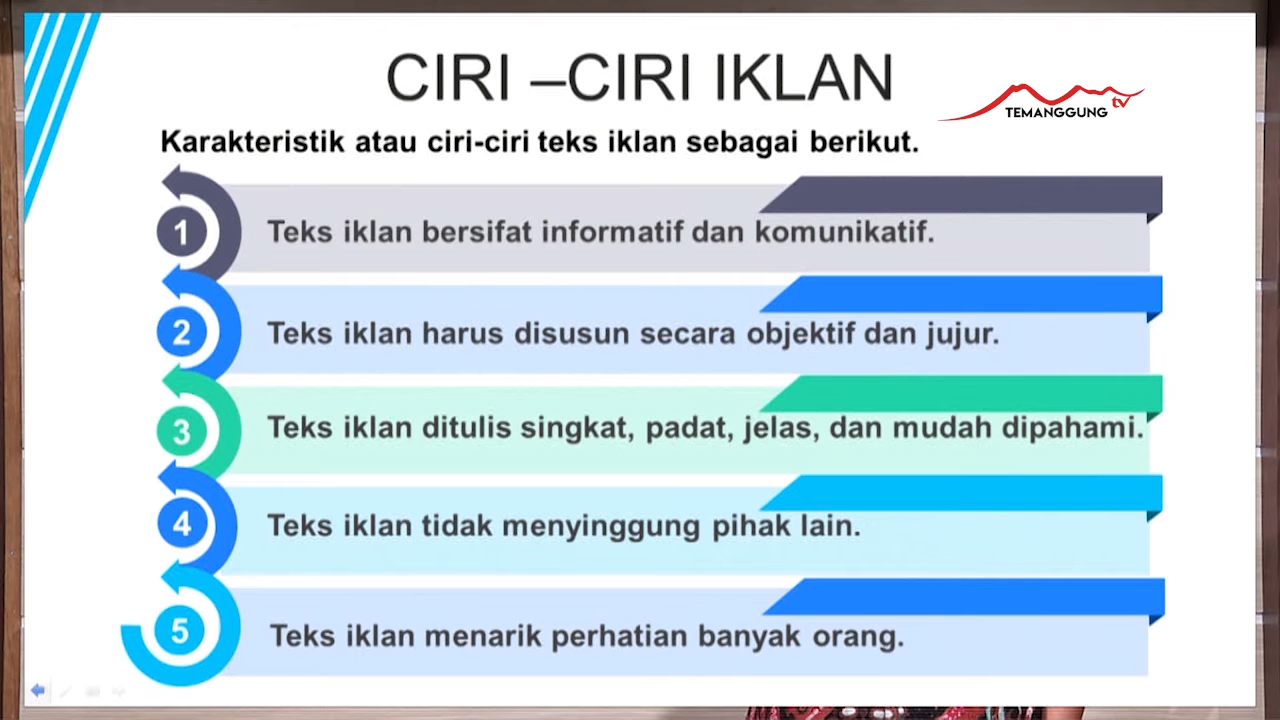 CIRI –CIRI IKLAN
TEMANGGUNG tv
Karakteristik atau ciri-ciri teks iklan sebagai berikut.
1 Teks iklan bersifat informatif dan komunikatif.
2 Teks iklan harus disusun secara objektif dan jujur.
3 Teks iklan ditulis singkat, padat, jelas, dan mudah dipahami.
4 Teks iklan tidak menyinggung pihak lain.
5 Teks iklan menarik perhatian banyak orang.